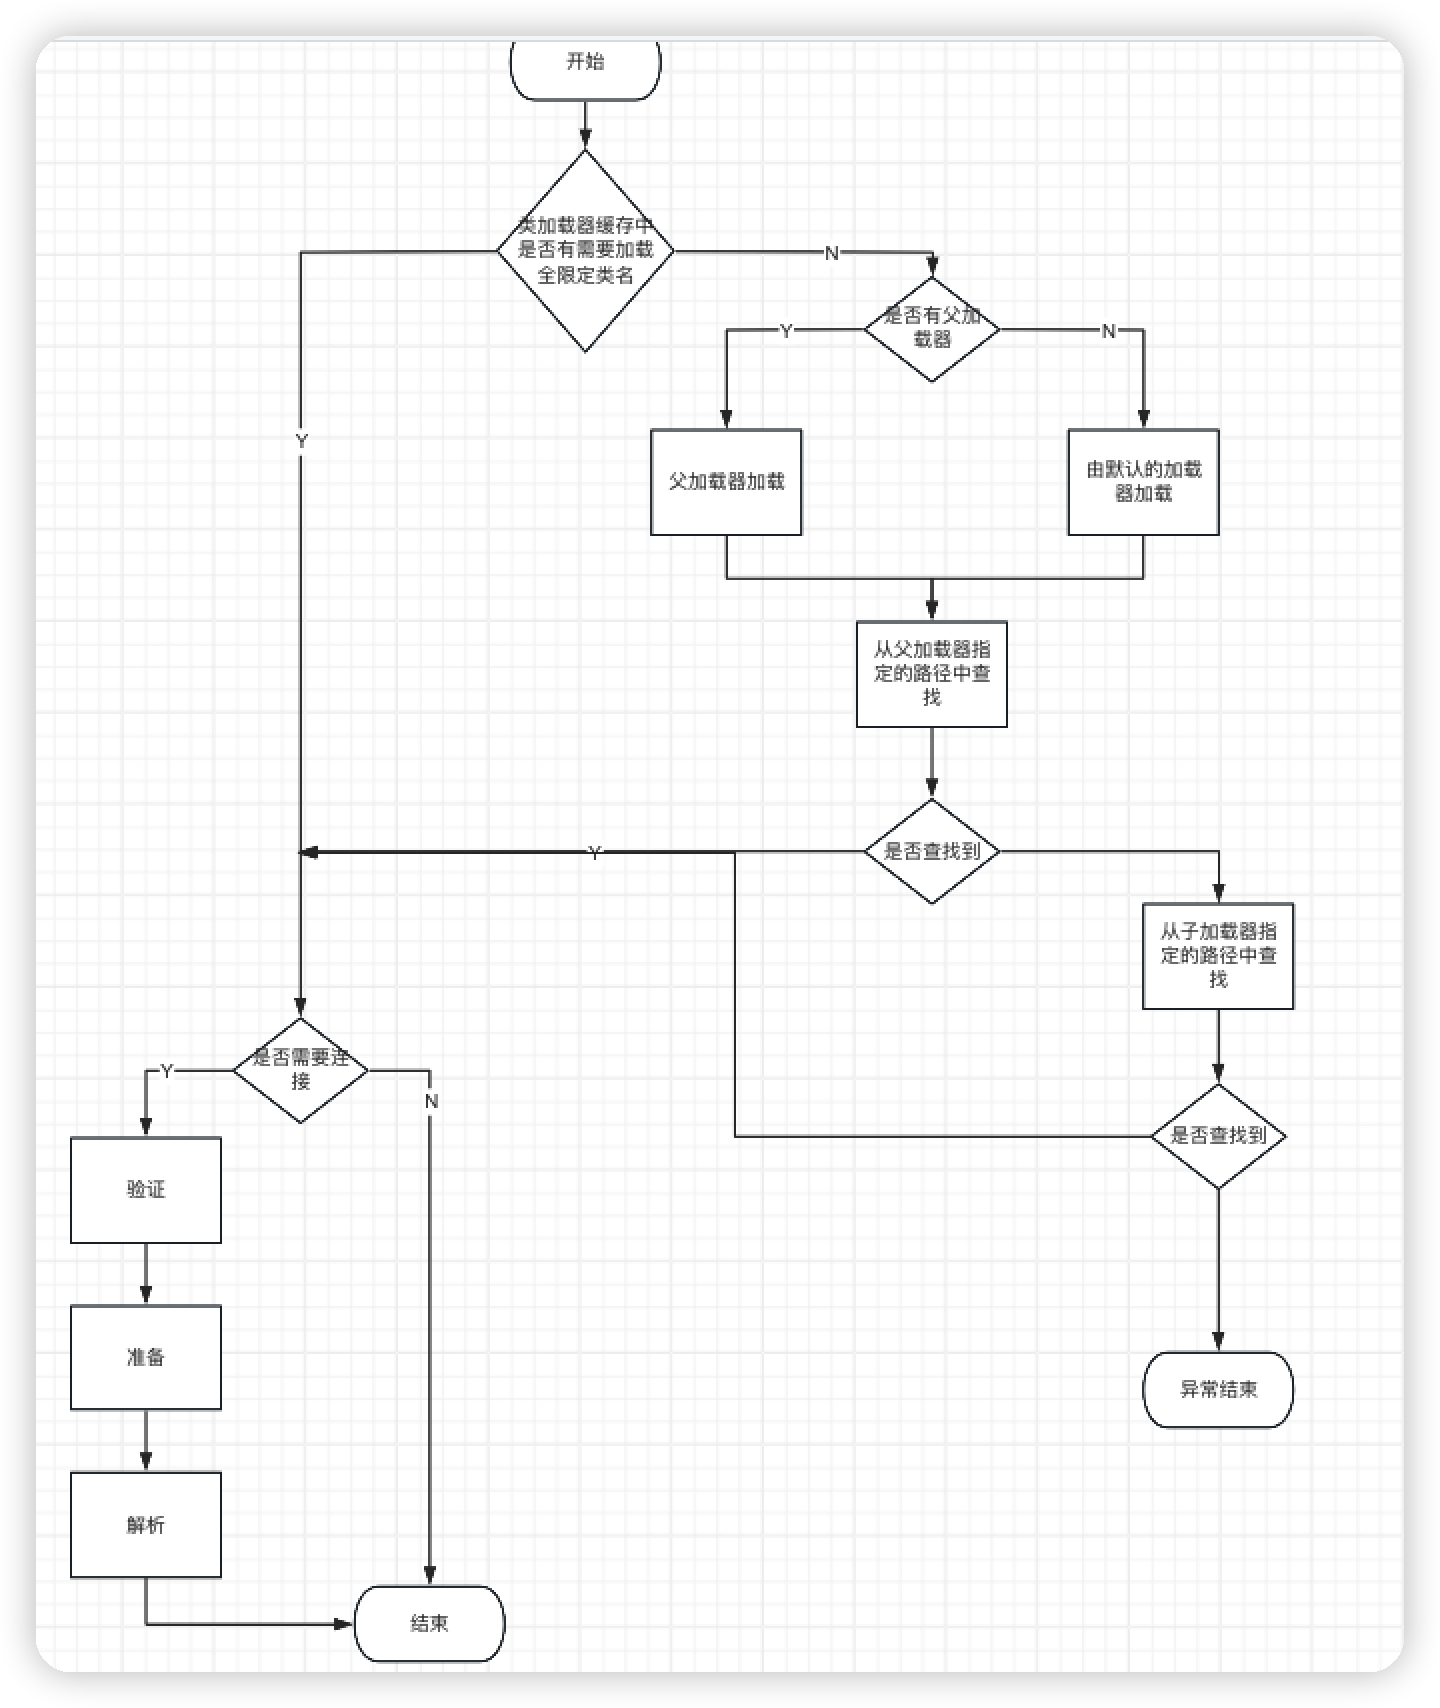 开始
类加载器缓存中
是否有需要加载
全限定类名
N
是否有父加
载器
Y
N
Y
父加载器加载
由默认的加载
器加载
从父加载器指
定的路径中查
找
Y
是否查找到
从子加载器指
定的路径中查
找
是否需要连
接
Y
N
是否查找到
验证
准备
异常结束
解析
结束